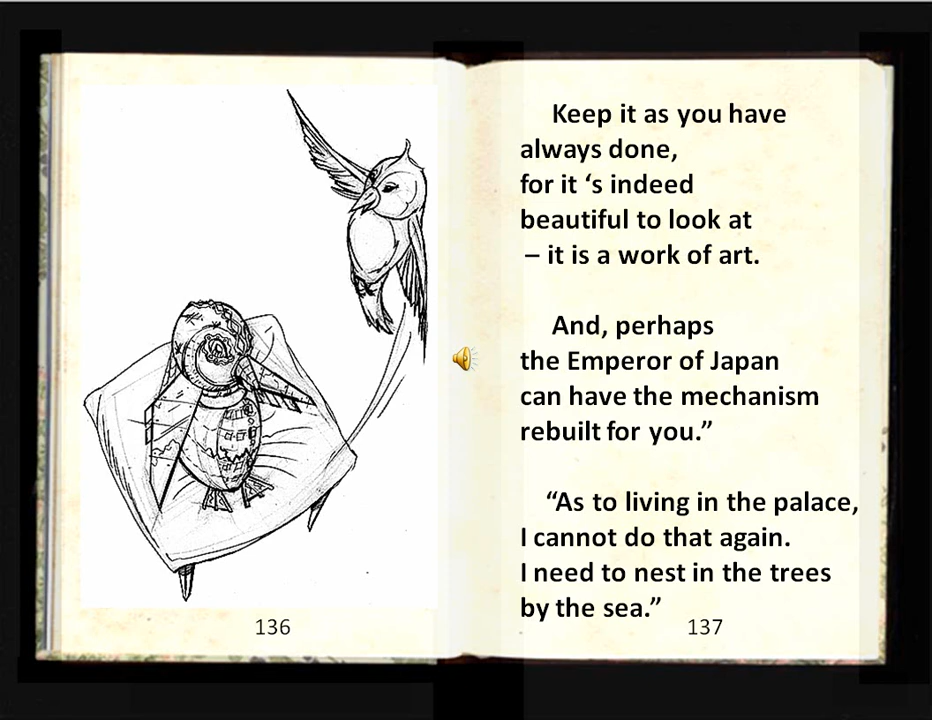 Keep it as you have
always done,
for it ‘s indeed
beautiful to look at
– it is a work of art.
And, perhaps
the Emperor of Japan
can have the mechanism
rebuilt for you.”
“As to living in the palace,
I cannot do that again.
I need to nest in the trees
by the sea.”
136
137